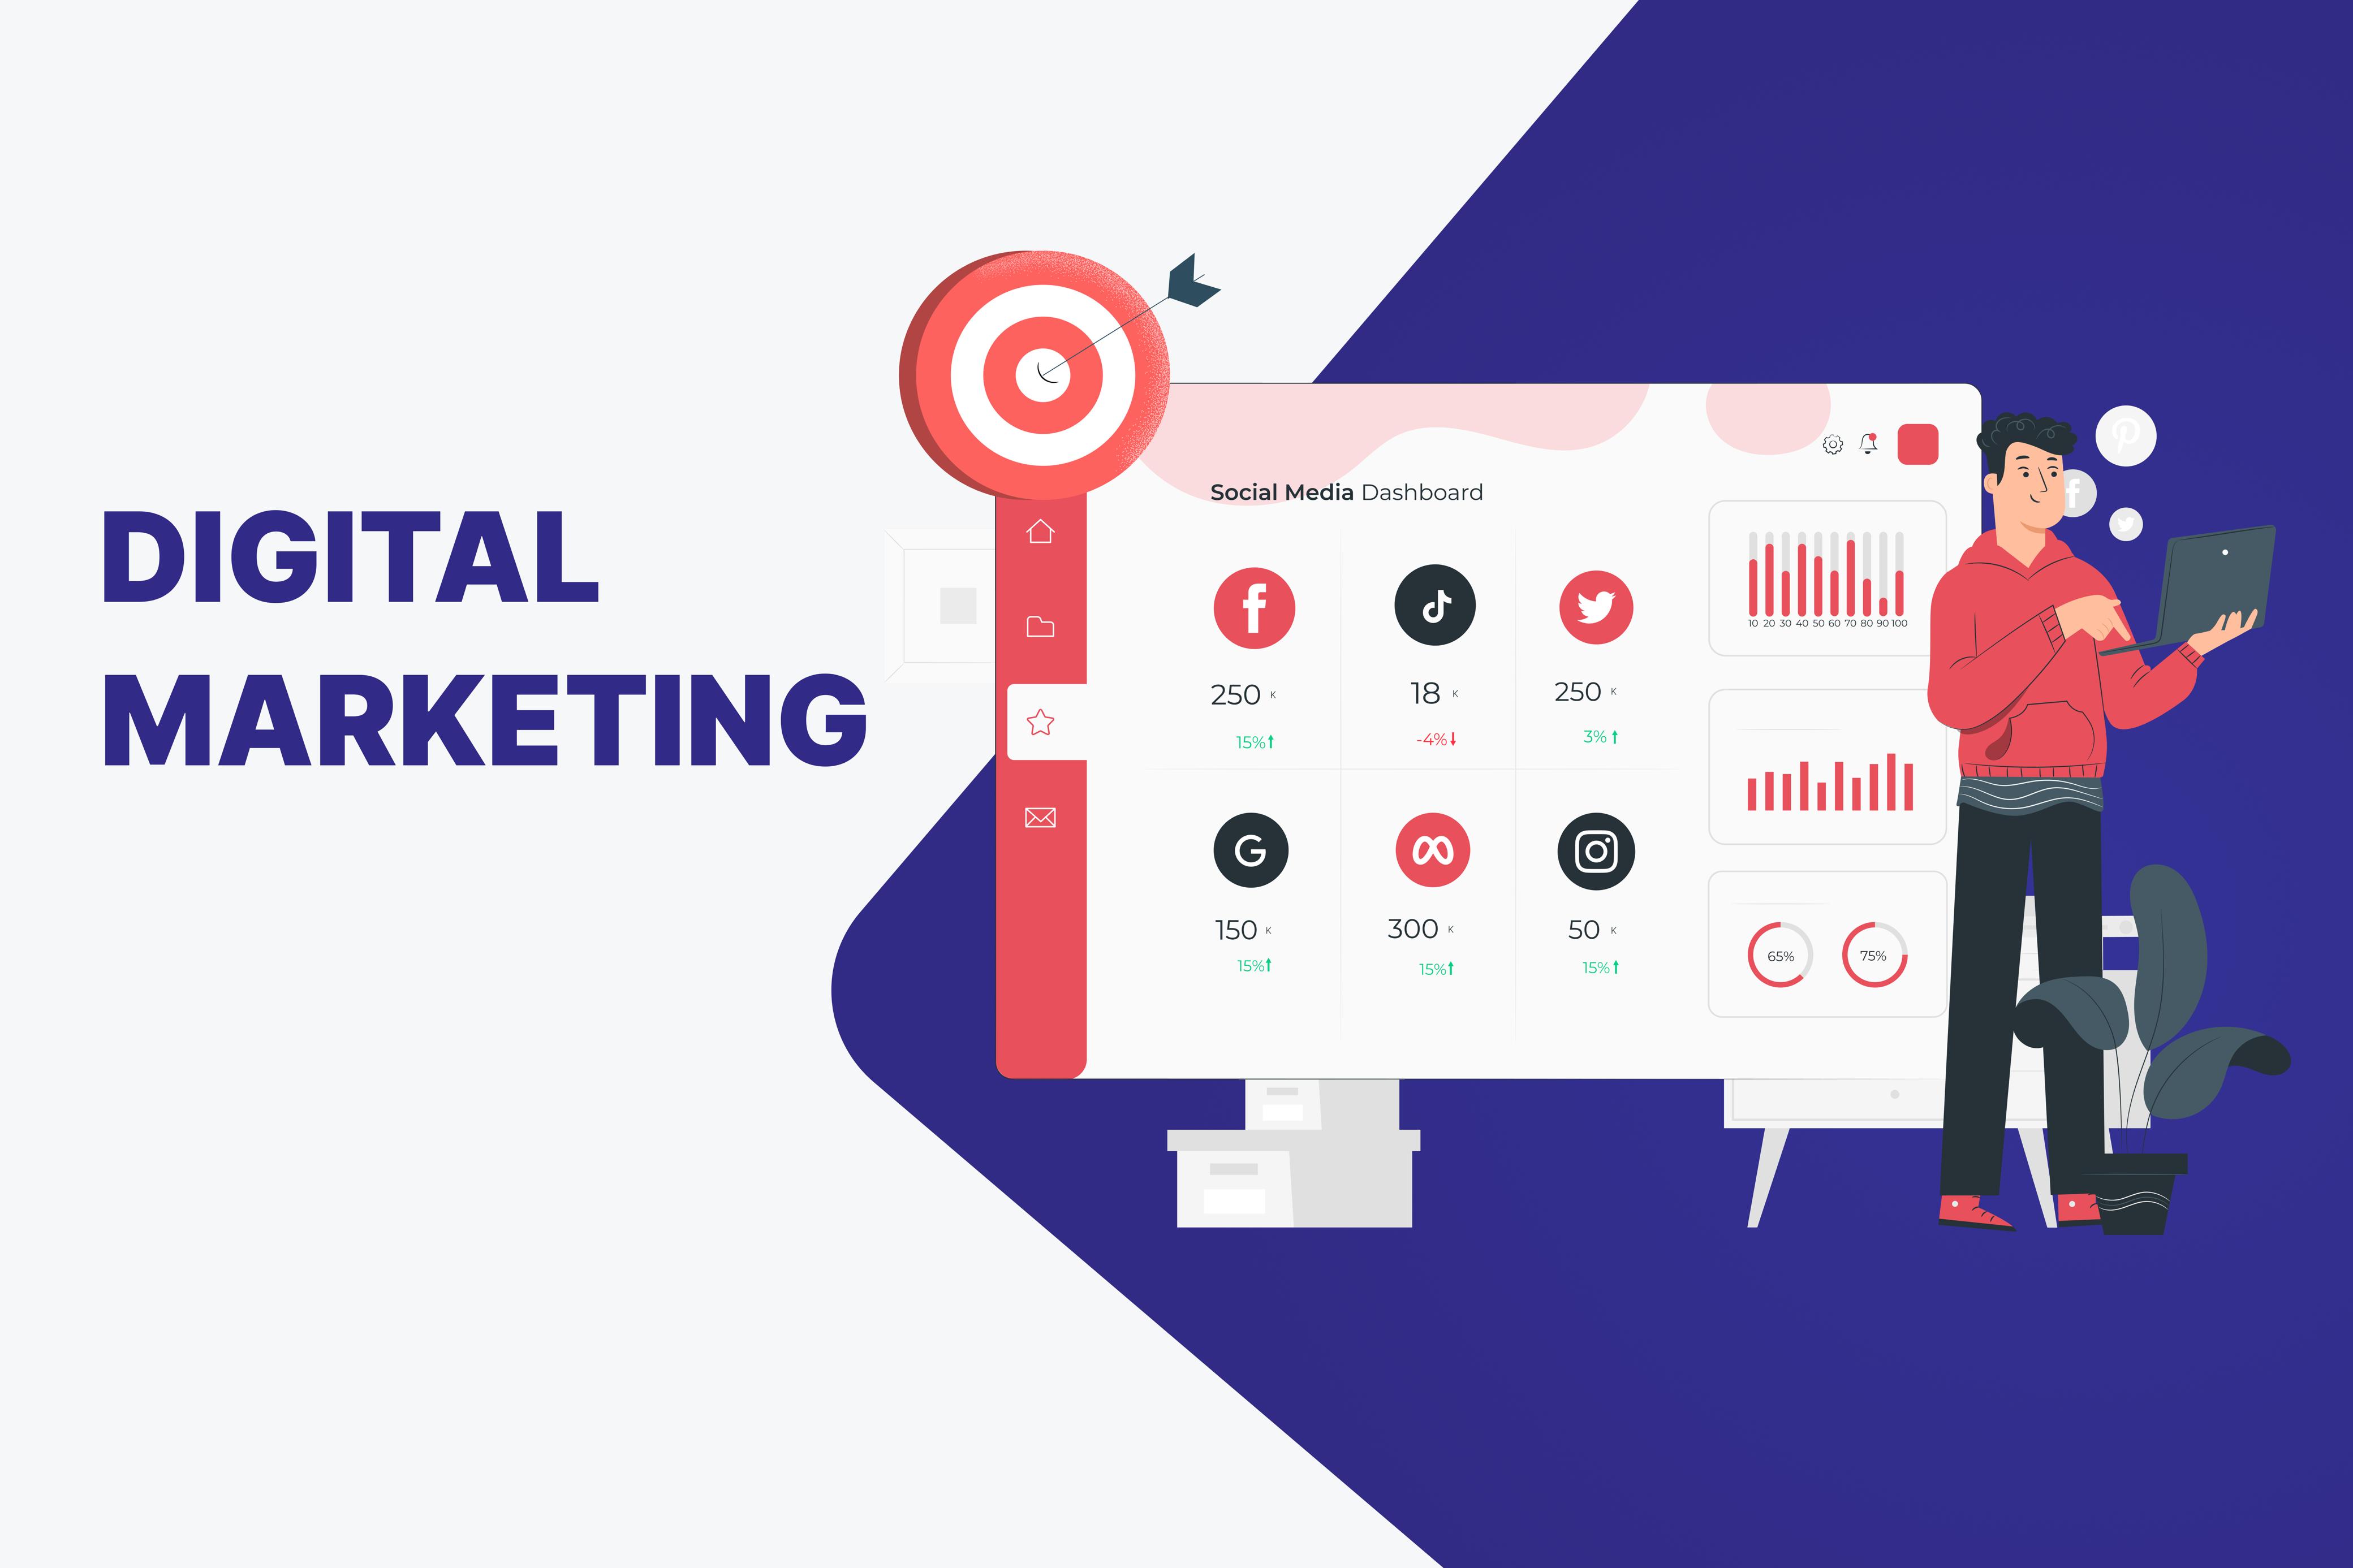 DIGITAL
MARKETING
Social Media Dashboard
250 K
18 K
250 K
15%
-4%
3%
150 K
300 K
50 K
15%
15%
15%
10 20 30 40 50 60 70 80 90 100
65%
75%